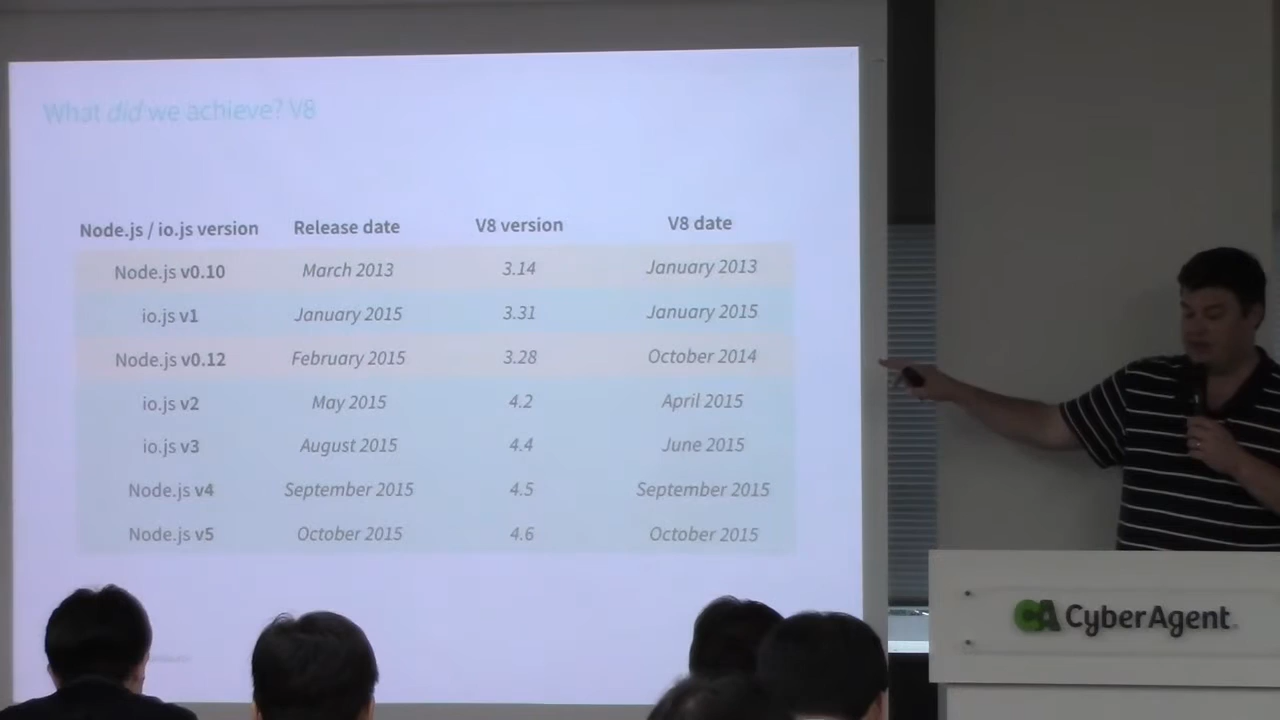 What did we achieve? V8
Node.js / io.js version Release date V8 version V8 date
Node.js v0.10 March 2013 3.14 January 2013
io.js v1 January 2015 3.31 January 2015
Node.js v0.12 February 2015 3.28 October 2014
io.js v2 May 2015 4.2 April 2015
io.js v3 August 2015 4.4 June 2015
Node.js v4 September 2015 4.5 September 2015
Node.js v5 October 2015 4.6 October 2015
CA CyberAgent